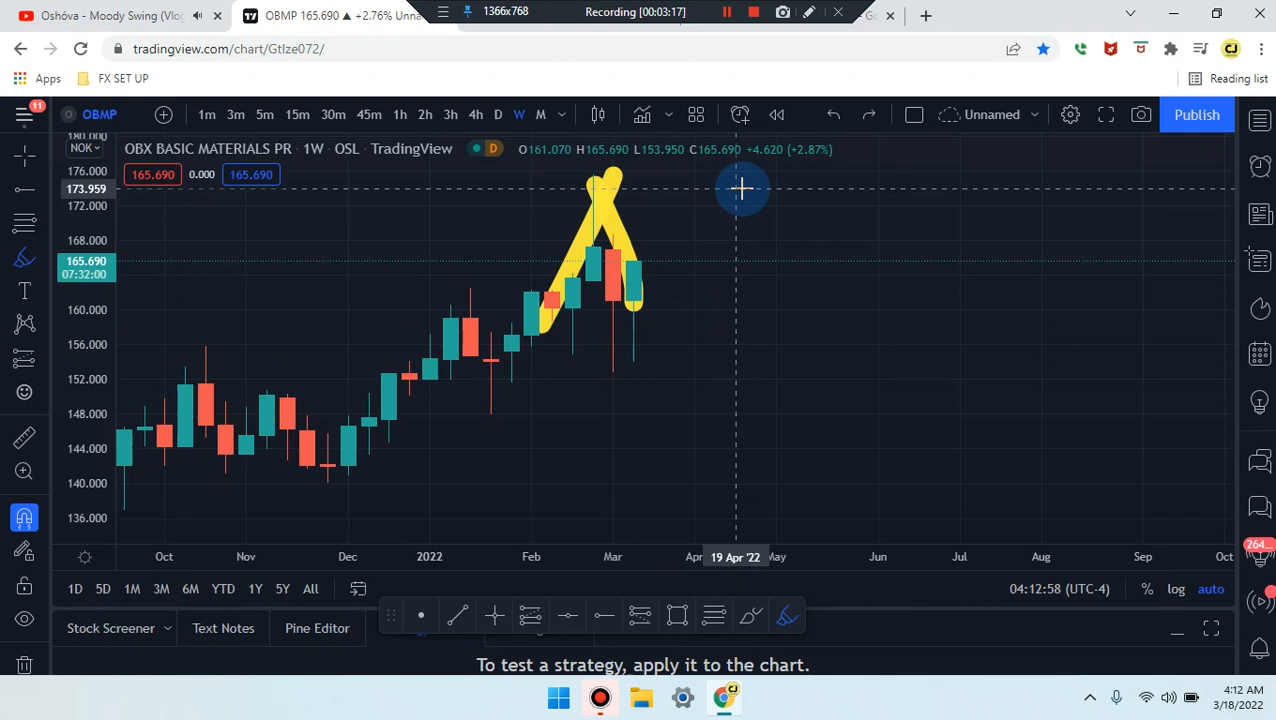 Oshóva - Moody Swing (Vlo
OBMP 165.690 ▲ +2.76% Unna
1366x768
Recording [00:03:17]
tradingview.com/chart/GtIze072/
CJ
Apps
FX SET UP
Reading list
11
OBMP
1m 3m 5m 15m 30m 45m 1h 2h 3h 4h D W M
Unnamed
Publish
NOK
OBX BASIC MATERIALS PR · 1W · OSL · TradingView
D
O161.070 H165.690 L153.950 C165.690 +4.620 (+2.87%)
165.690
0.000
165.690
180.000
176.000
173.959
172.000
168.000
165.690
07:32:00
160.000
156.000
152.000
148.000
144.000
140.000
136.000
Oct Nov Dec 2022 Feb Mar Apr 19 Apr '22 May Jun Jul Aug Sep Oct
264...
1D 5D 1M 3M 6M YTD 1Y 5Y All
04:12:58 (UTC-4)
% log auto
Stock Screener
Text Notes
Pine Editor
To test a strategy, apply it to the chart.
CJ
4:12 AM
3/18/2022